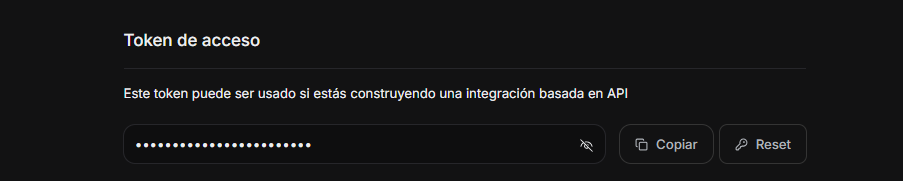 Token de acceso
Este token puede ser usado si estás construyendo una integración basada en API
••••••••••••••••••••••••
Copiar
Reset